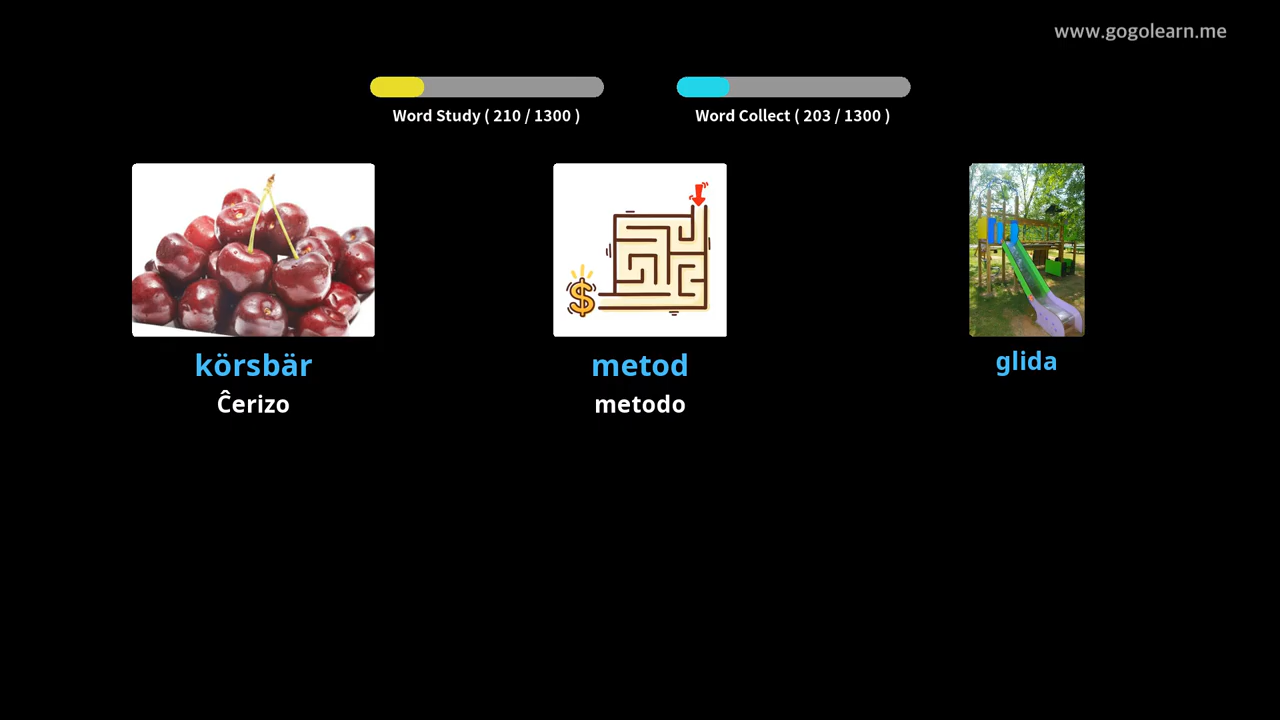 www.gogolearn.me
Word Study ( 210 / 1300 )
Word Collect ( 203 / 1300 )
körsbär
metod
glida
Ĉerizo
metodo
$